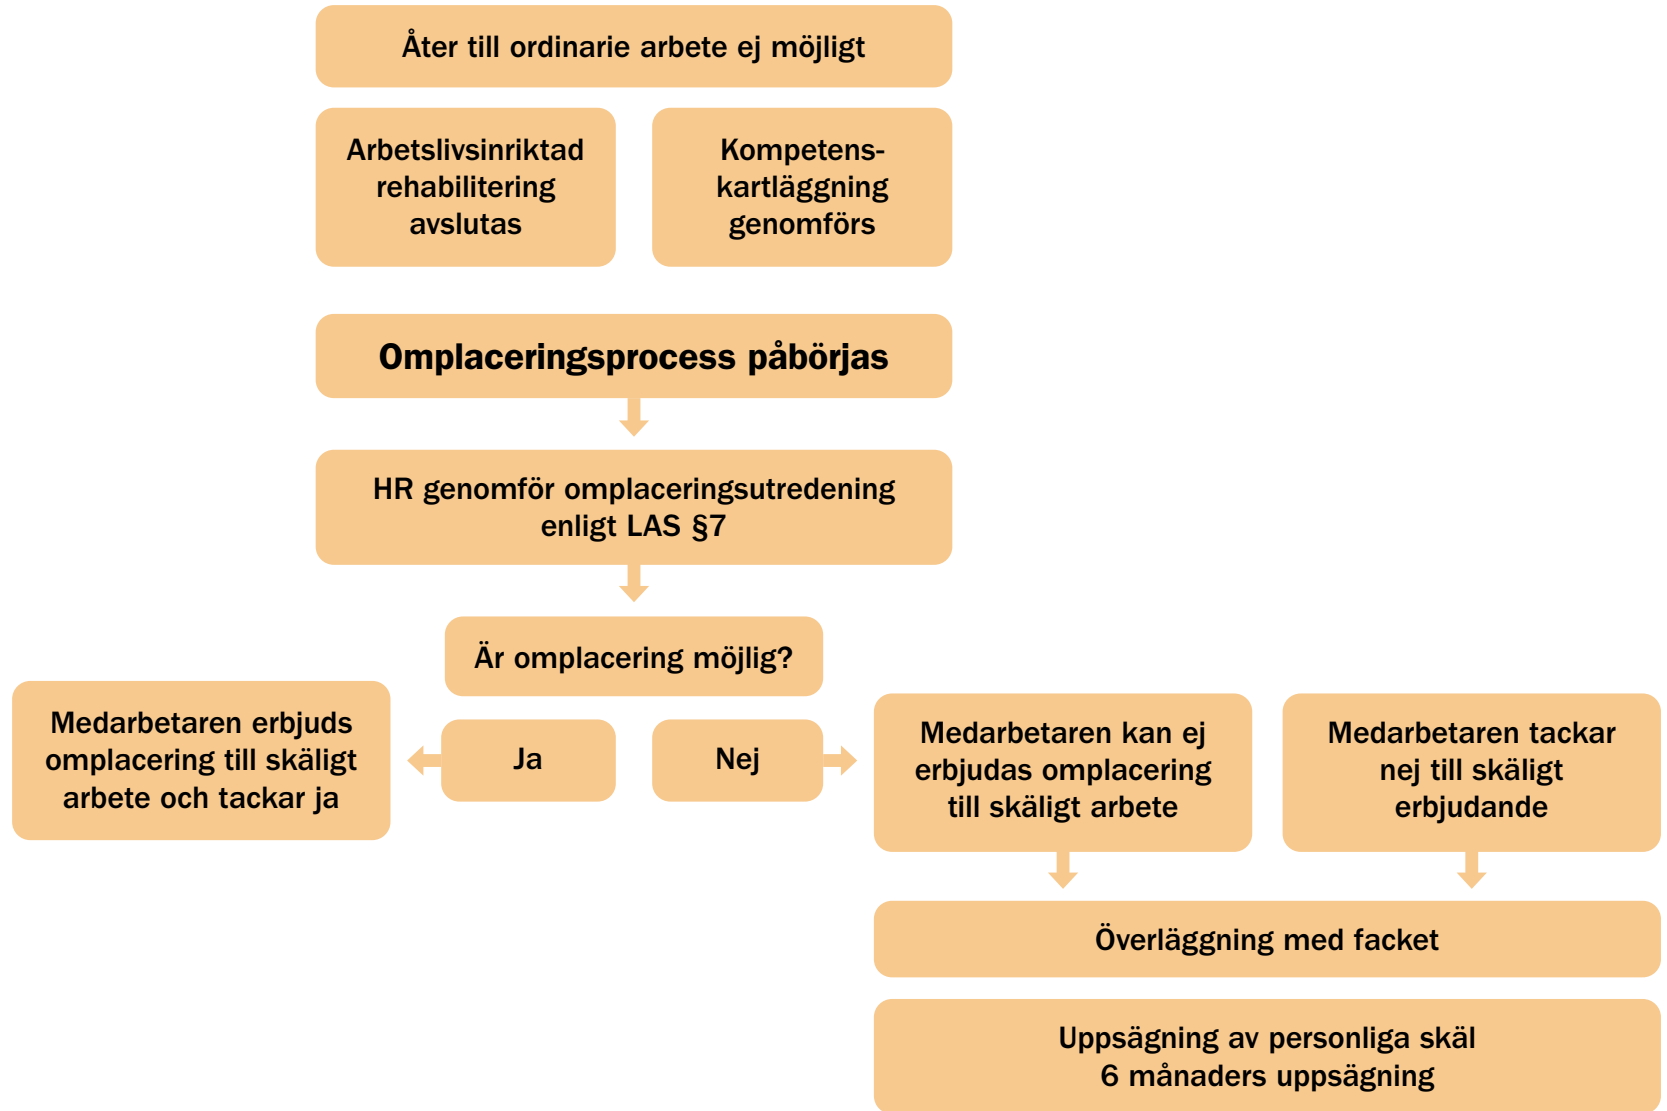 Åter till ordinarie arbete ej möjligt
Arbetslivsinriktad
rehabilitering
avslutas
Kompetens-
kartläggning
genomförs
Omplaceringsprocess påbörjas
HR genomför omplaceringsutredening
enligt LAS §7
Är omplacering möjlig?
Medarbetaren erbjuds
omplacering till skäligt
arbete och tackar ja
Ja
Nej
Medarbetaren kan ej
erbjudas omplacering
till skäligt arbete
Medarbetaren tackar
nej till skäligt
erbjudande
Överläggning med facket
Uppsägning av personliga skäl
6 månaders uppsägning